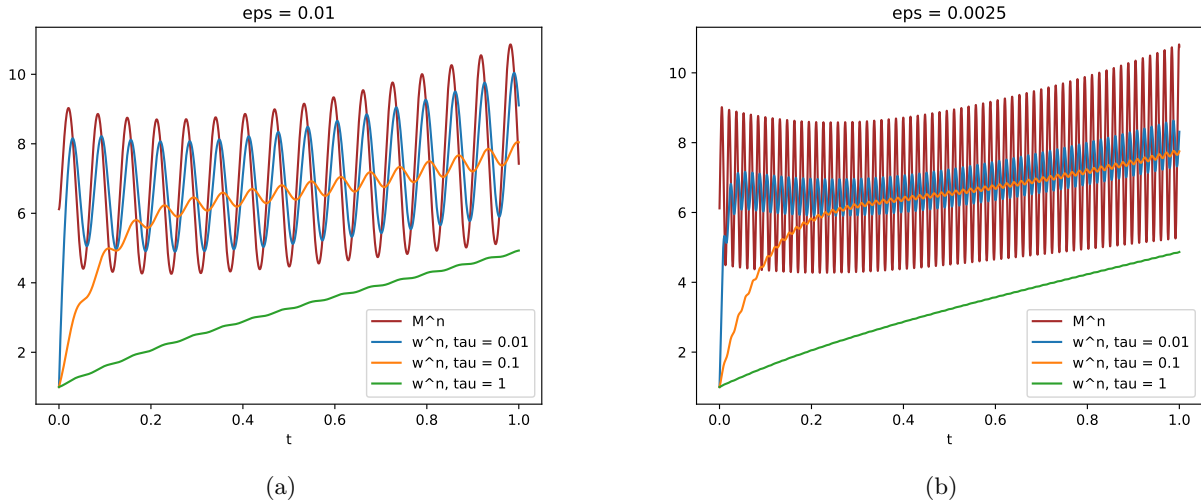 eps = 0.01
10
8
6
4
2
M^n
w^n, tau = 0.01
w^n, tau = 0.1
w^n, tau = 1
0.0 0.2 0.4 0.6 0.8 1.0
t
(a)
eps = 0.0025
10
8
6
4
2
M^n
w^n, tau = 0.01
w^n, tau = 0.1
w^n, tau = 1
0.0 0.2 0.4 0.6 0.8 1.0
t
(b)